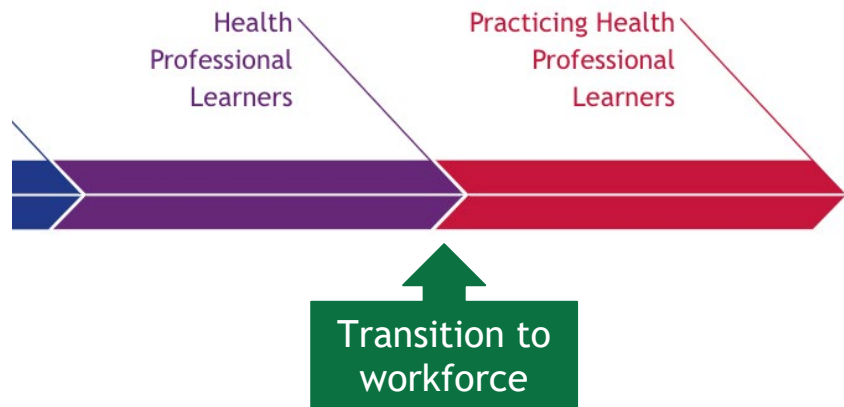 Health
Professional
Learners
Practicing Health
Professional
Learners
Transition to
workforce